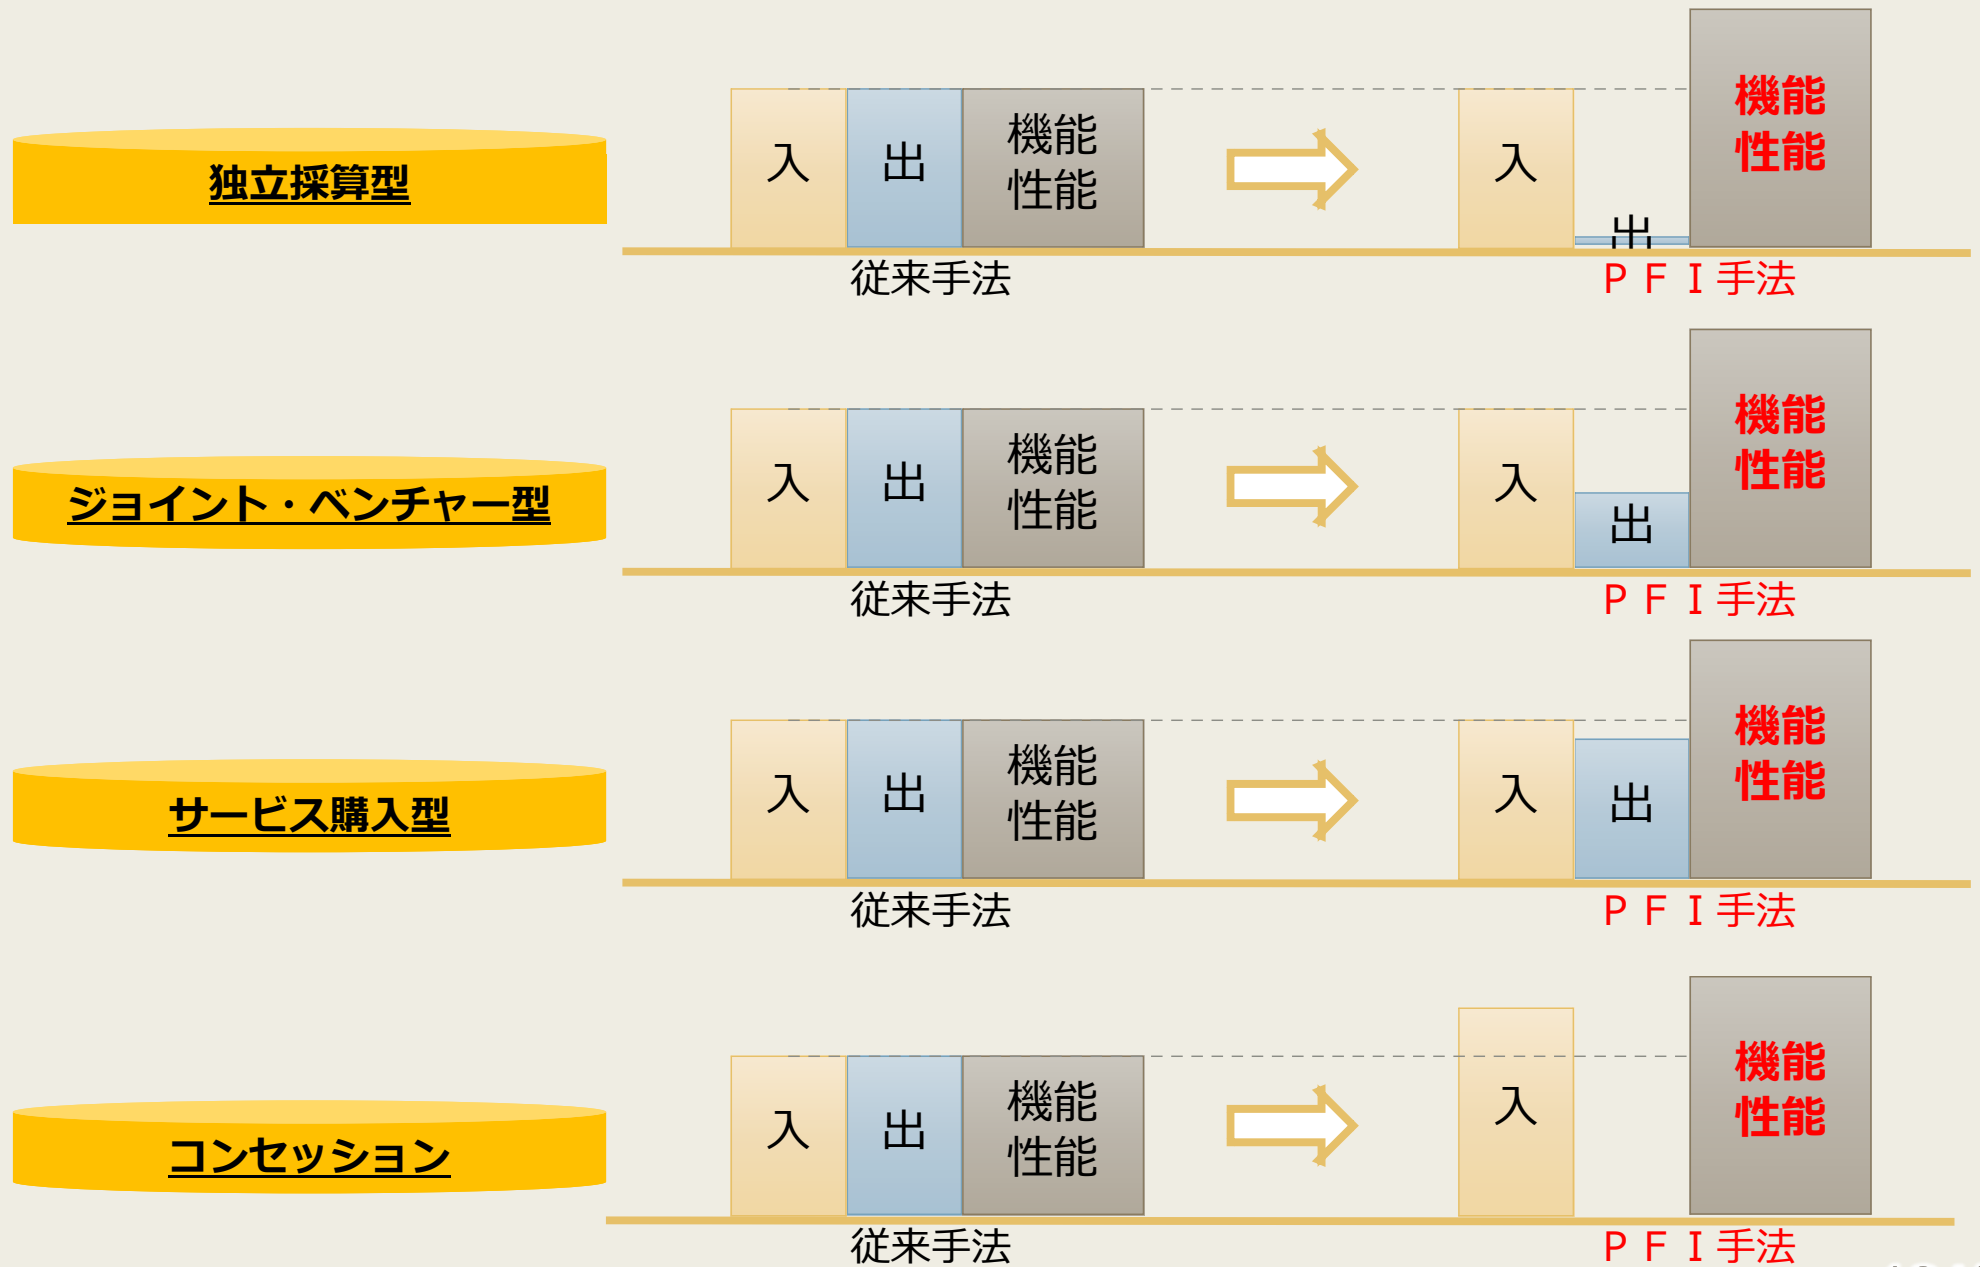 独立採算型
入
出
機能
性能
入
出
機能
性能
従来手法
ＰＦＩ手法
ジョイント・ベンチャー型
入
出
機能
性能
入
出
機能
性能
従来手法
ＰＦＩ手法
サービス購入型
入
出
機能
性能
入
出
機能
性能
従来手法
ＰＦＩ手法
コンセッション
入
出
機能
性能
入
機能
性能
従来手法
ＰＦＩ手法